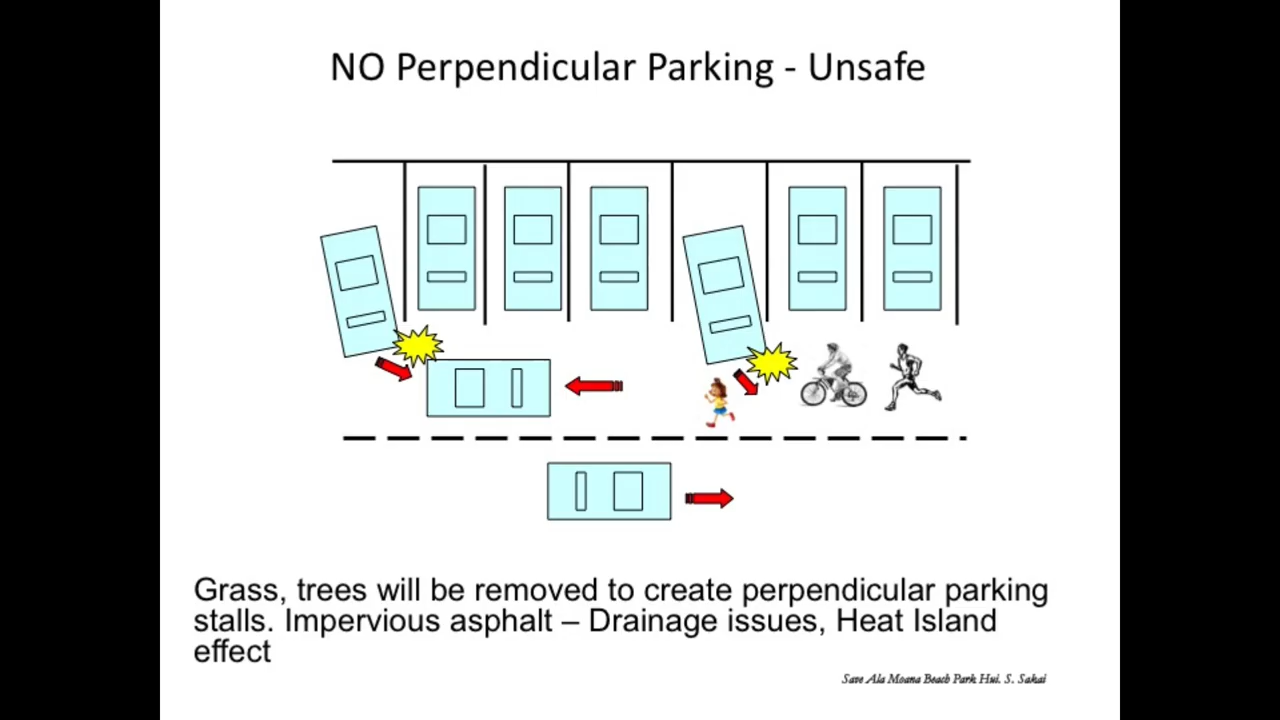 NO Perpendicular Parking - Unsafe
Grass, trees will be removed to create perpendicular parking
stalls. Impervious asphalt – Drainage issues, Heat Island
effect
Save Ala Moana Beach Park Hui. S. Sakai